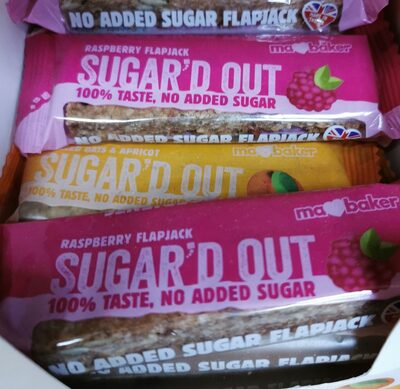 NO ADDED SUGAR FLAPJACK
RASPBERRY FLAPJACK
ma baker
SUGAR'D OUT
100% TASTE, NO ADDED SUGAR
NO ADDED SUGAR FLAPJACK
OATS & APRICOT
ma baker
SUGAR'D OUT
100% TASTE, NO ADDED SUGAR
ma baker
RASPBERRY FLAPJACK
SUGAR'D OUT
100% TASTE, NO ADDED SUGAR
NO ADDED SUGAR FLAPJACK